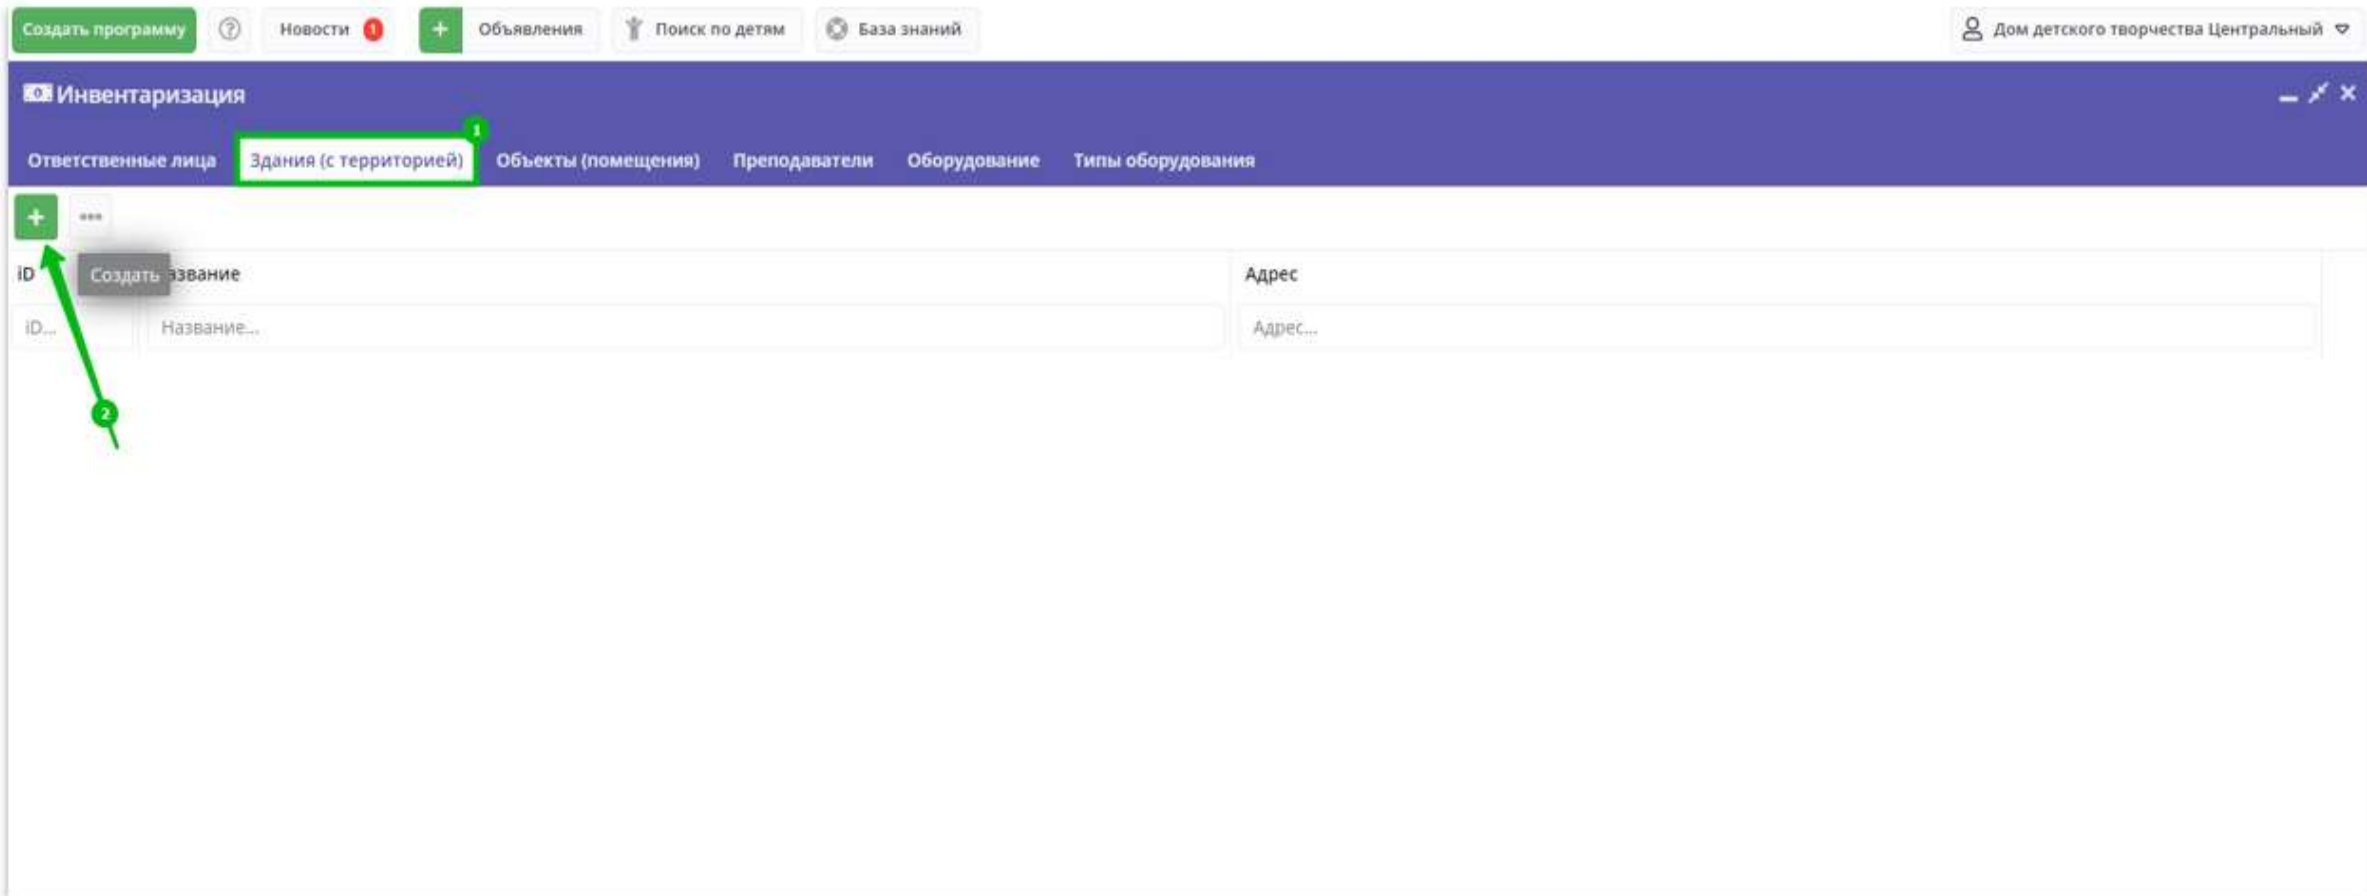 Создать программу ? Новости 1 + Объявления Поиск по детям База знаний Дом детского творчества Центральный
Инвентаризация
1
Ответственные лица Здания (с территорией) Объекты (помещения) Преподаватели Оборудование Типы оборудования
+ •••
iD Создать азвание Адрес
iD... Название... Адрес...
2